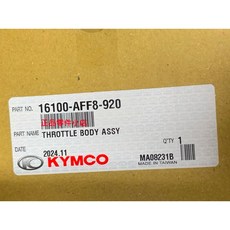 PART NO. 16100-AFF8-920
PART NAME THROTTLE BODY ASSY
DATE 2024.11 Q'TY 1
KYMCO MA08231B
MADE IN TAIWAN